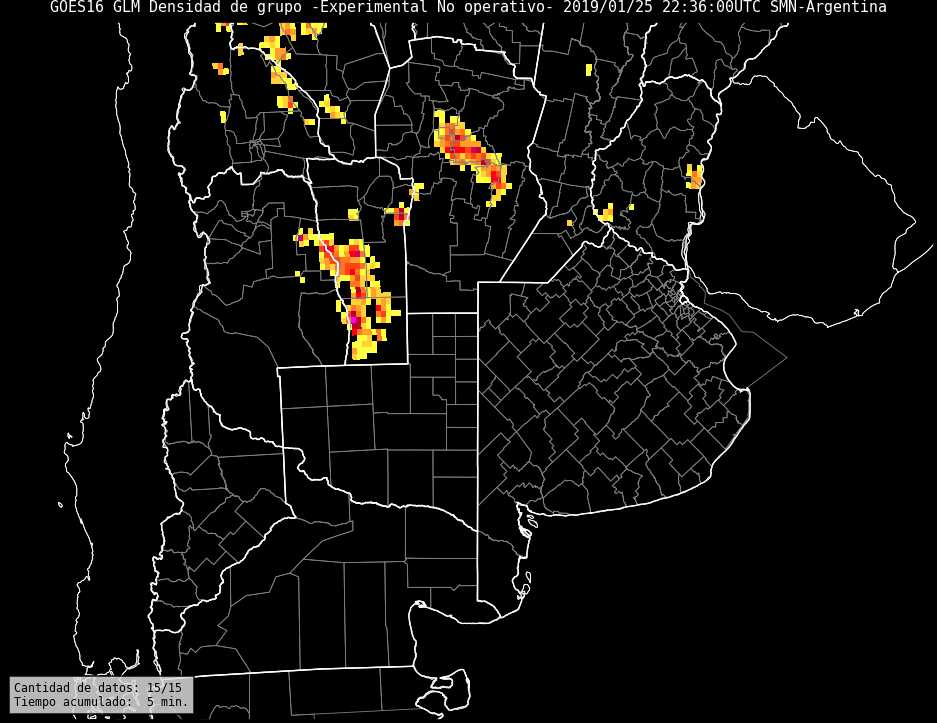 GOES16 GLM Densidad de grupo -Experimental No operativo- 2019/01/25 22:36:00UTC SMN-Argentina
Cantidad de datos: 15/15
Tiempo acumulado:  5 min.